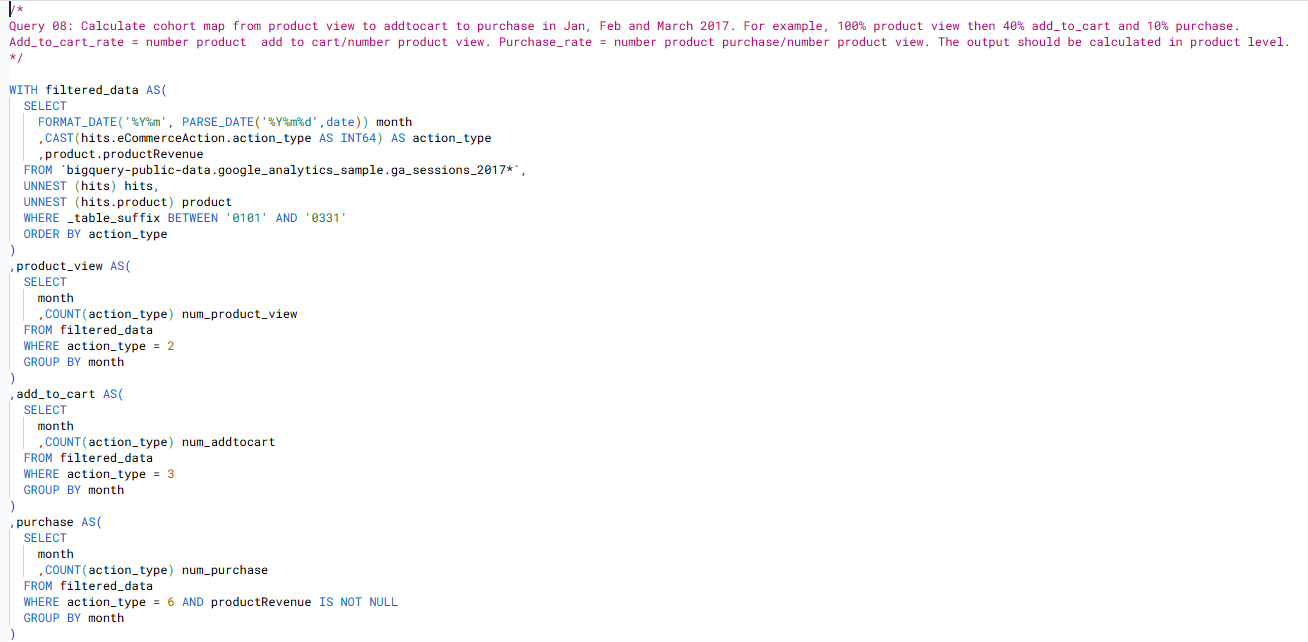 /*
Query 08: Calculate cohort map from product view to addtocart to purchase in Jan, Feb and March 2017. For example, 100% product view then 40% add_to_cart and 10% purchase.
Add_to_cart_rate = number product  add to cart/number product view. Purchase_rate = number product purchase/number product view. The output should be calculated in product level.
*/

WITH filtered_data AS(
  SELECT
    FORMAT_DATE('%Y%m', PARSE_DATE('%Y%m%d',date)) month
    ,CAST(hits.eCommerceAction.action_type AS INT64) AS action_type
    ,product.productRevenue
  FROM `bigquery-public-data.google_analytics_sample.ga_sessions_2017*`,
  UNNEST (hits) hits,
  UNNEST (hits.product) product
  WHERE _table_suffix BETWEEN '0101' AND '0331'
  ORDER BY action_type
)
,product_view AS(
  SELECT
    month
    ,COUNT(action_type) num_product_view
  FROM filtered_data
  WHERE action_type = 2
  GROUP BY month
)
,add_to_cart AS(
  SELECT
    month
    ,COUNT(action_type) num_addtocart
  FROM filtered_data
  WHERE action_type = 3
  GROUP BY month
)
,purchase AS(
  SELECT
    month
    ,COUNT(action_type) num_purchase
  FROM filtered_data
  WHERE action_type = 6 AND productRevenue IS NOT NULL
  GROUP BY month
)